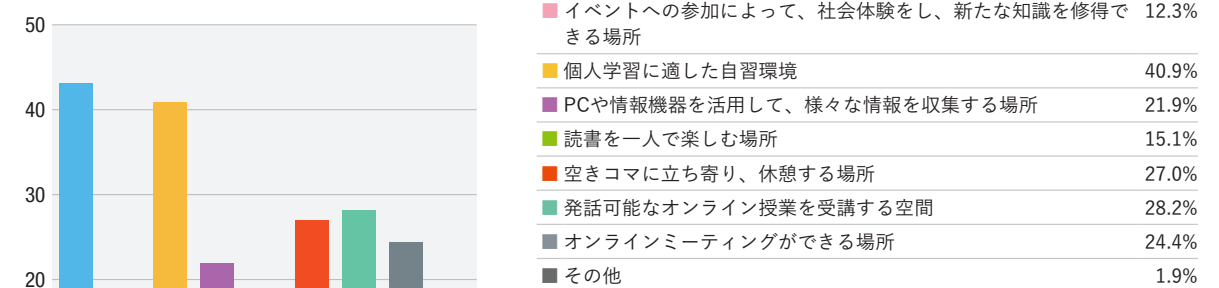 50
40
30
20
イベントへの参加によって、社会体験をし、新たな知識を修得で 12.3%
きる場所
個人学習に適した自習環境 40.9%
PCや情報機器を活用して、様々な情報を収集する場所 21.9%
読書を一人で楽しむ場所 15.1%
空きコマに立ち寄り、休憩する場所 27.0%
発話可能なオンライン授業を受講する空間 28.2%
オンラインミーティングができる場所 24.4%
その他 1.9%